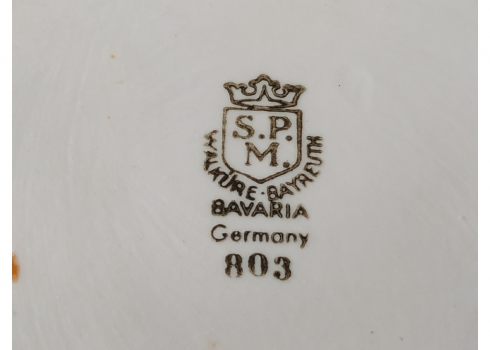 S.P.
M.
WALKÜRE·BAYREUTH
BAVARIA
Germany
803